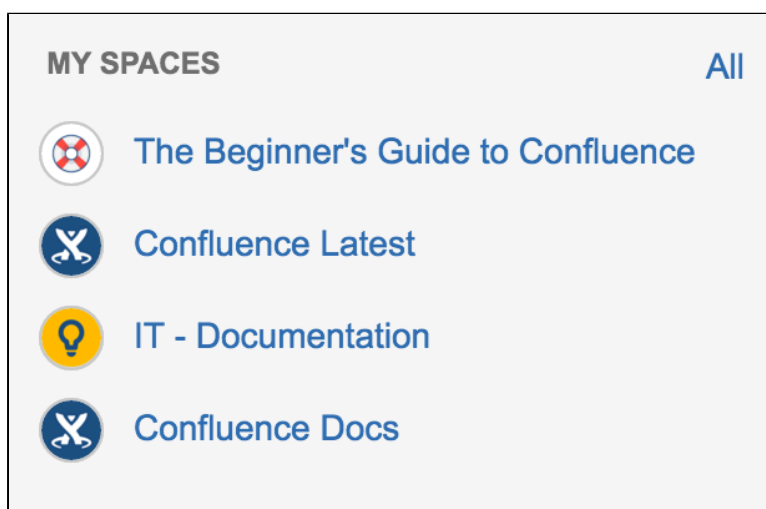 MY SPACES All
The Beginner's Guide to Confluence
Confluence Latest
IT - Documentation
Confluence Docs